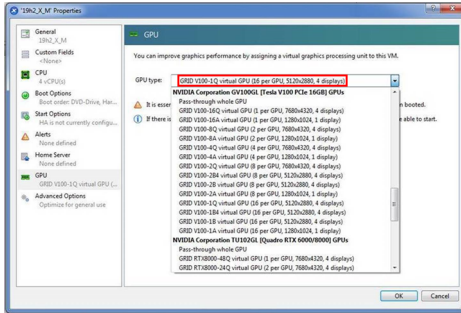 '19h2_X_M' Properties
General
19h2_X_M
Custom Fields
<None>
CPU
4 vCPU(s)
Boot Options
Boot order: DVD-Drive, Har...
Start Options
HA is not currently configu...
Alerts
None defined
Home Server
None defined
GPU
GRID V100-1Q virtual GPU (...
Advanced Options
Optimize for general use
GPU
You can improve graphics performance by assigning a virtual graphics processing unit to this VM.
GPU type:
GRID V100-1Q virtual GPU (16 per GPU, 5120x2880, 4 displays)
It is esser
n booted.
If there is
e able to start.
NVIDIA Corporation GV100GL [Tesla V100 PCIe 16GB] GPUs
Pass-through whole GPU
GRID V100-16Q virtual GPU (1 per GPU, 7680x4320, 4 displays)
GRID V100-16A virtual GPU (1 per GPU, 1280x1024, 1 display)
GRID V100-8Q virtual GPU (2 per GPU, 7680x4320, 4 displays)
GRID V100-8A virtual GPU (2 per GPU, 1280x1024, 1 display)
GRID V100-4Q virtual GPU (4 per GPU, 7680x4320, 4 displays)
GRID V100-4A virtual GPU (4 per GPU, 1280x1024, 1 display)
GRID V100-2Q virtual GPU (8 per GPU, 7680x4320, 4 displays)
GRID V100-2B4 virtual GPU (8 per GPU, 5120x2880, 4 displays)
GRID V100-2B virtual GPU (8 per GPU, 5120x2880, 4 displays)
GRID V100-2A virtual GPU (8 per GPU, 1280x1024, 1 display)
GRID V100-1Q virtual GPU (16 per GPU, 5120x2880, 4 displays)
GRID V100-1B4 virtual GPU (16 per GPU, 5120x2880, 4 displays)
GRID V100-1B virtual GPU (16 per GPU, 5120x2880, 4 displays)
GRID V100-1A virtual GPU (16 per GPU, 1280x1024, 1 display)
NVIDIA Corporation TU102GL [Quadro RTX 6000/8000] GPUs
Pass-through whole GPU
GRID RTX8000-48Q virtual GPU (1 per GPU, 7680x4320, 4 displays)
GRID RTX8000-24Q virtual GPU (2 per GPU, 7680x4320, 4 displays)
OK
Cancel